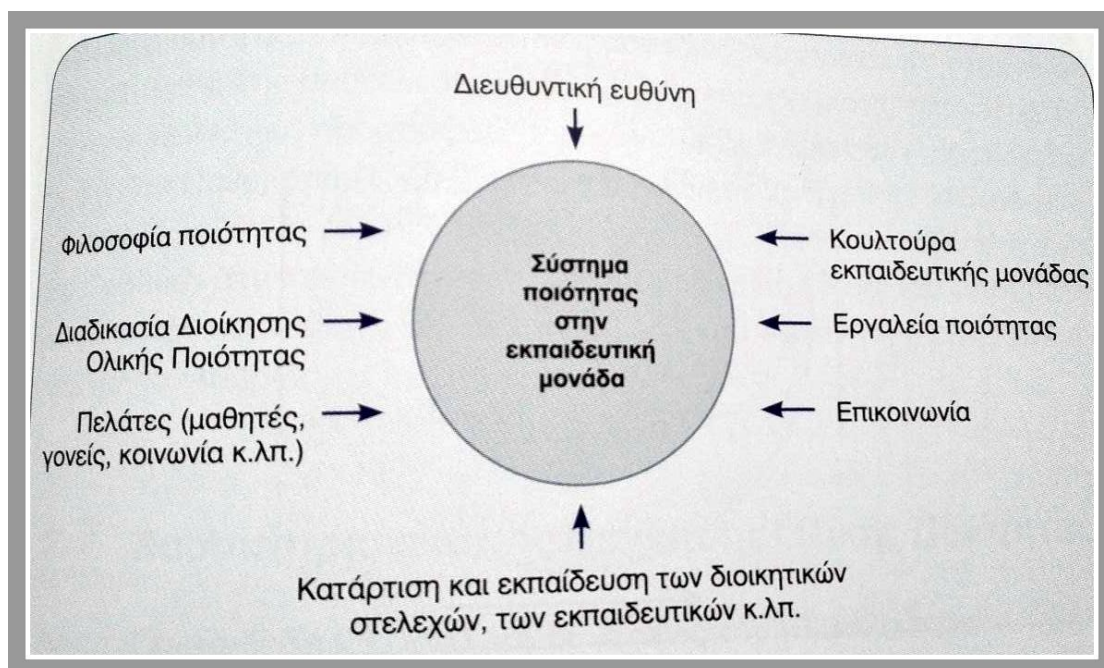 Διευθυντική ευθύνη
Φιλοσοφία ποιότητας
Διαδικασία Διοίκησης
Ολικής Ποιότητας
Πελάτες (μαθητές,
γονείς, κοινωνία κ.λπ.)
Σύστημα
ποιότητας
στην
εκπαιδευτική
μονάδα
Κουλτούρα
εκπαιδευτικής μονάδας
Εργαλεία ποιότητας
Επικοινωνία
Κατάρτιση και εκπαίδευση των διοικητικών
στελεχών, των εκπαιδευτικών κ.λπ.